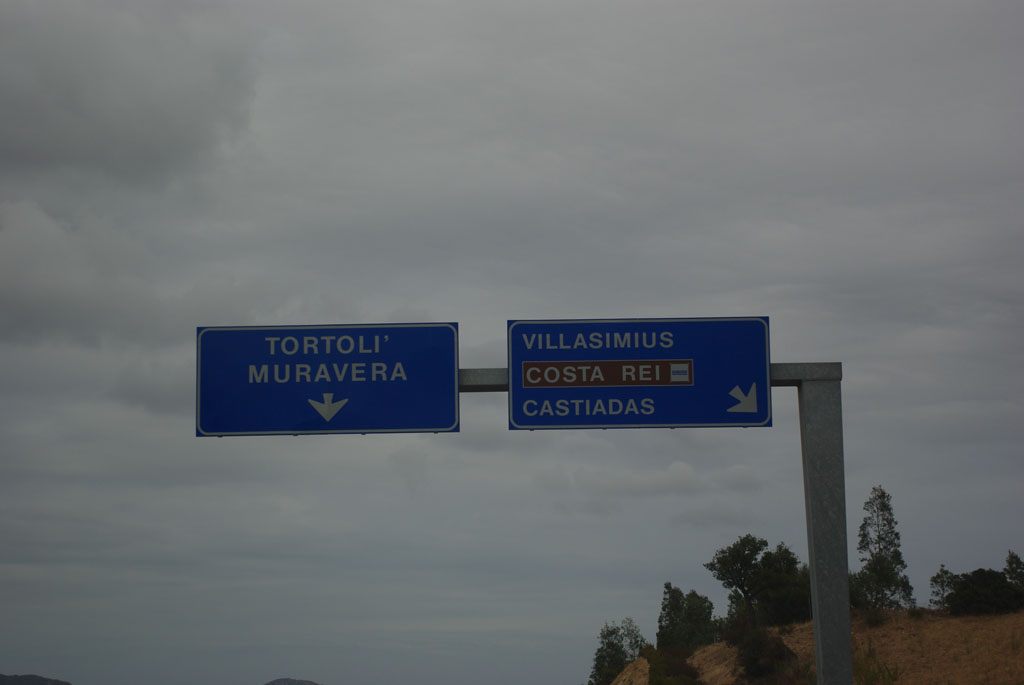 TORTOLI'
MURAVERA
VILLASIMIUS
COSTA REI
CASTIADAS